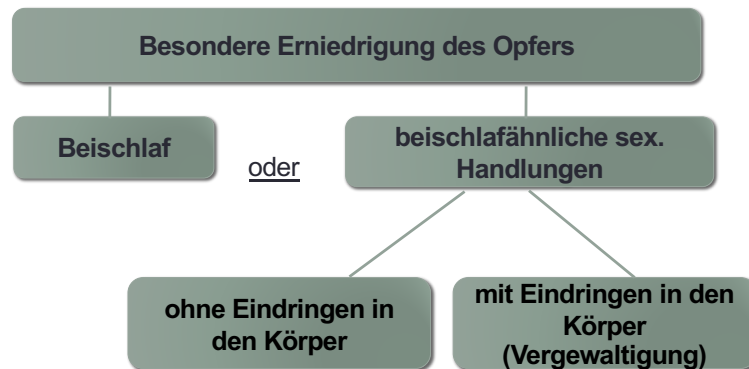 Besondere Erniedrigung des Opfers
Beischlaf
oder
beischlafähnliche sex.
Handlungen
ohne Eindringen in
den Körper
mit Eindringen in den
Körper
(Vergewaltigung)